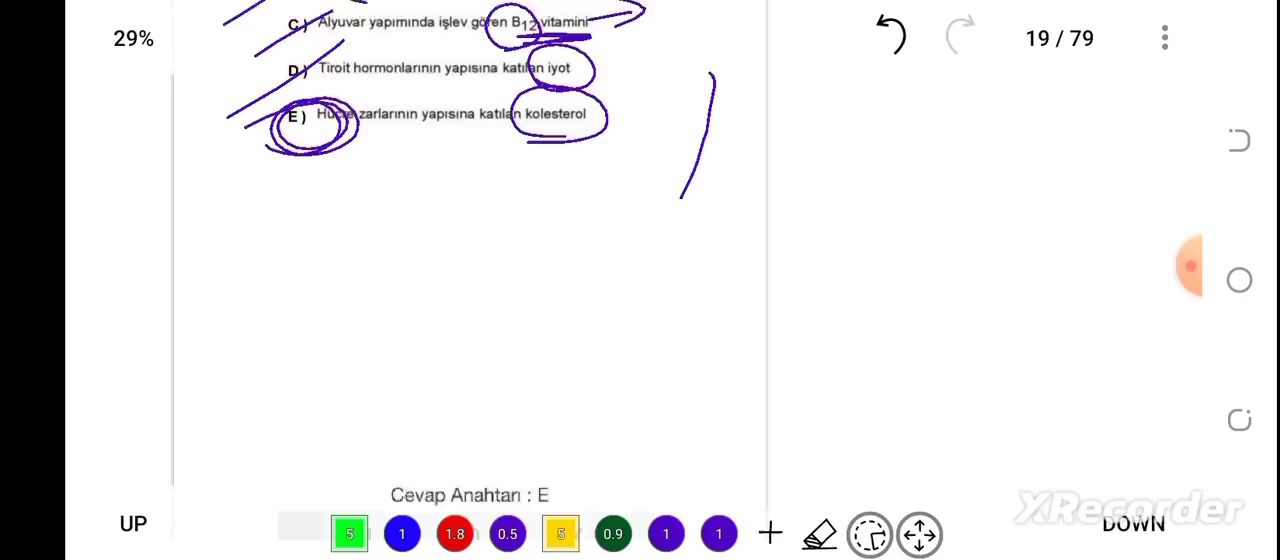 29%
19 / 79
C ) Alyuvar yapımında işlev gören B12 vitamini
D ) Tiroit hormonlarının yapısına katılan iyot
E ) Hücre zarlarının yapısına katılan kolesterol
Cevap Anahtarı : E
UP
5 1 1.8 0.5 5 0.9 1 1
DOWN
XRecorder